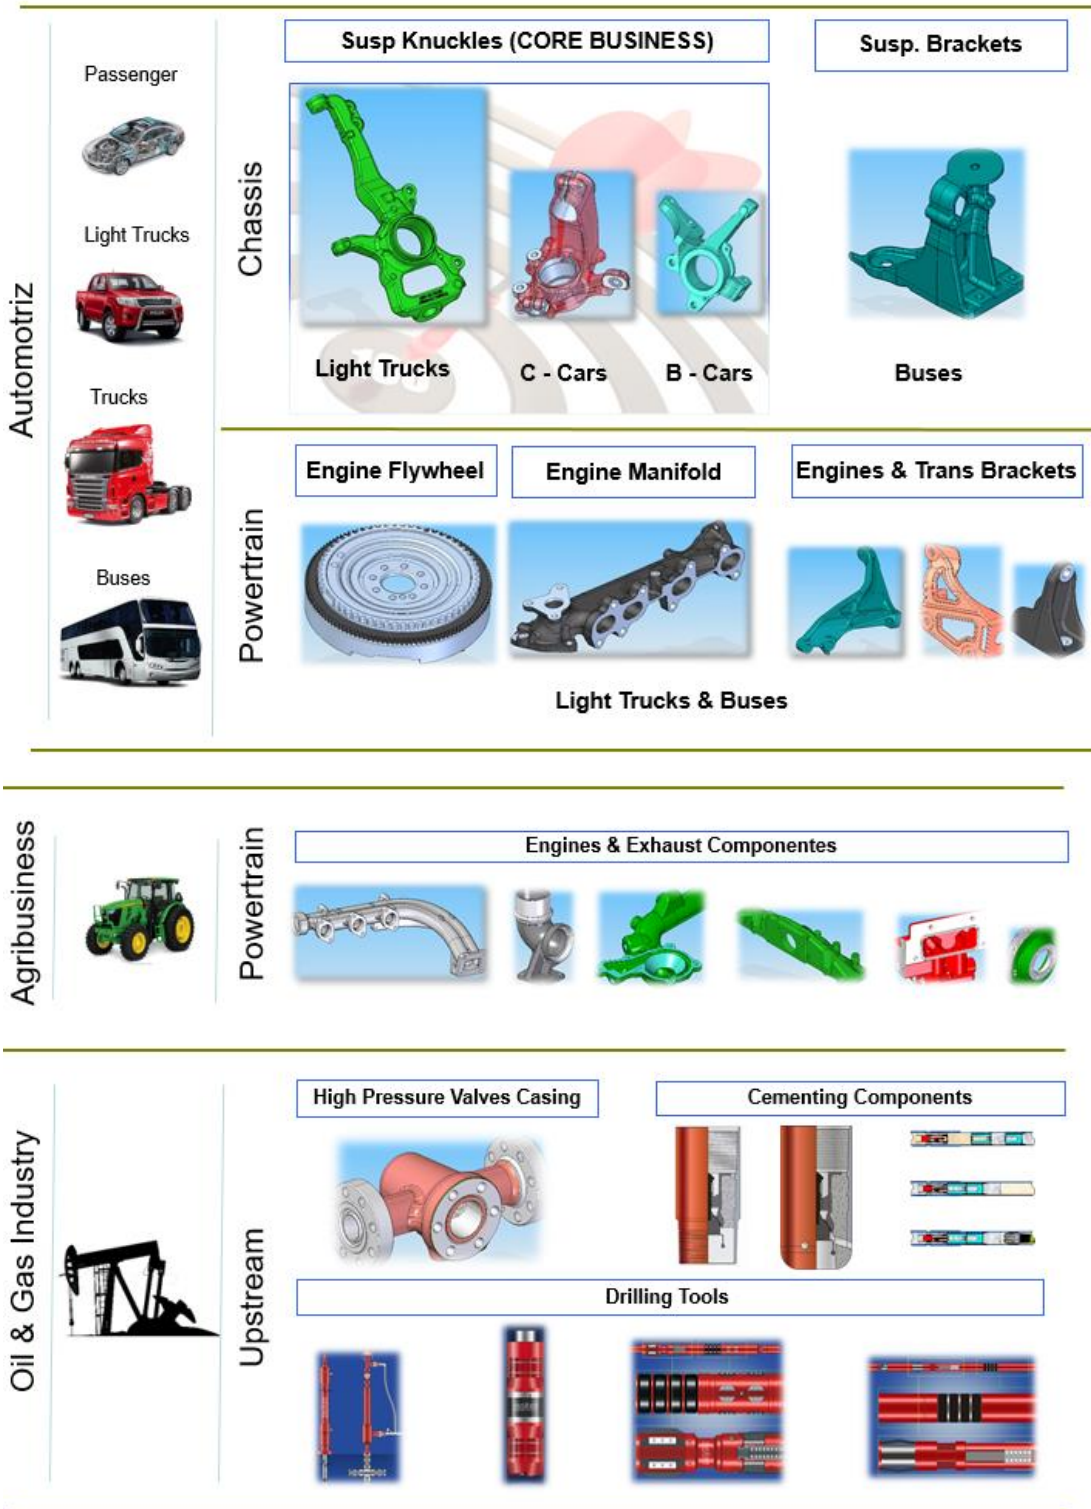 Automotriz
Passenger
Light Trucks
Trucks
Buses
Chassis
Susp Knuckles (CORE BUSINESS)
Susp. Brackets
Light Trucks
C - Cars
B - Cars
Buses
Powertrain
Engine Flywheel
Engine Manifold
Engines & Trans Brackets
Light Trucks & Buses
Agribusiness
Powertrain
Engines & Exhaust Componentes
Oil & Gas Industry
Upstream
High Pressure Valves Casing
Cementing Components
Drilling Tools